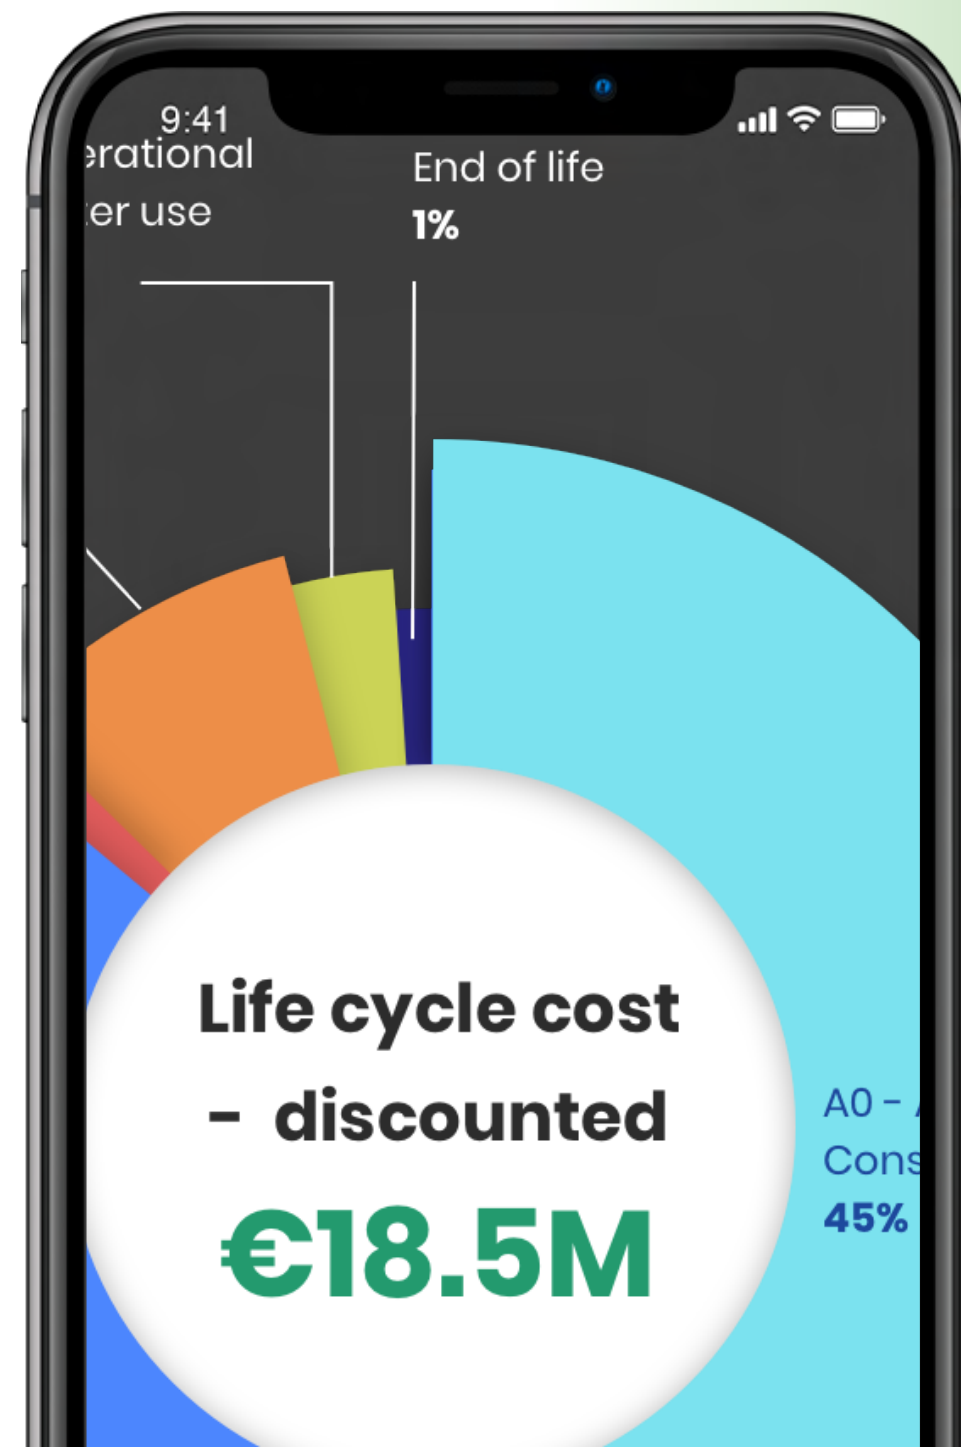 9:41
erational
er use
End of life
1%
Life cycle cost
- discounted
€18.5M
A0 -
Cons
45%